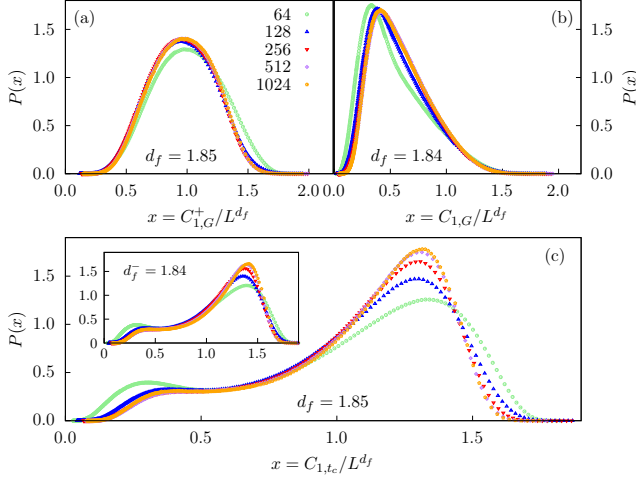 (a)
64
128
256
512
1024
(b)
P(x)
1.5
1.0
0.5
0.0
d_f = 1.85
d_f = 1.84
1.5
1.0
0.5
0.0
P(x)
0.0 0.5 1.0 1.5 2.0 0.0 0.5 1.0 1.5 2.0
x = C^+_{1,G}/L^{d_f}
x = C_{1,G}/L^{d_f}
(c)
P(x)
1.5
1.0
0.5
0.0
1.5
1.0
0.5
0
d_f^- = 1.84
0 0.5 1.0 1.5
d_f = 1.85
0.0 0.5 1.0 1.5
x = C_{1,t_c}/L^{d_f}